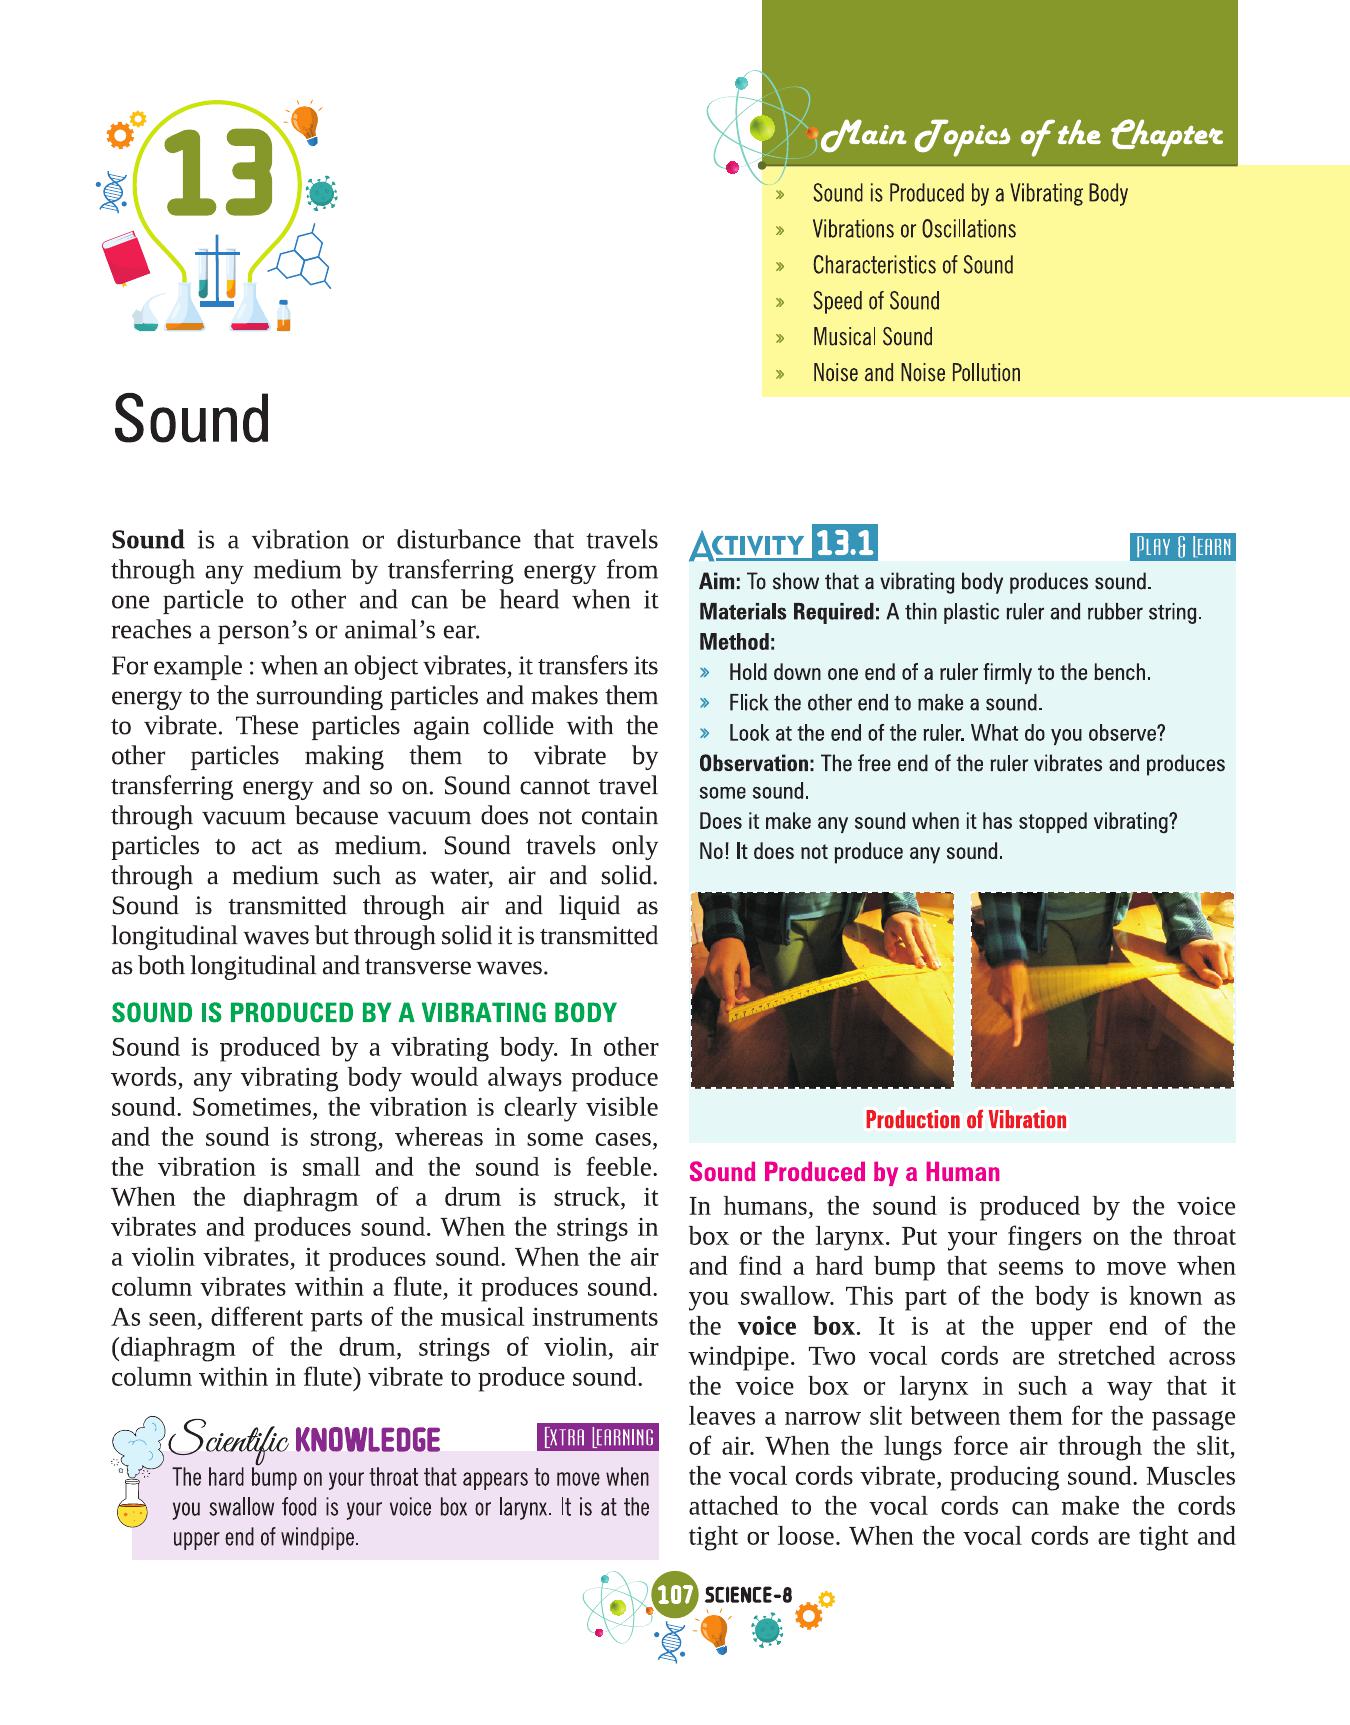 13
Main Topics of the Chapter
» Sound is Produced by a Vibrating Body
» Vibrations or Oscillations
» Characteristics of Sound
» Speed of Sound
» Musical Sound
» Noise and Noise Pollution
Sound
Sound is a vibration or disturbance that travels
through any medium by transferring energy from
one particle to other and can be heard when it
reaches a person’s or animal’s ear.
For example : when an object vibrates, it transfers its
energy to the surrounding particles and makes them
to vibrate. These particles again collide with the
other particles making them to vibrate by
transferring energy and so on. Sound cannot travel
through vacuum because vacuum does not contain
particles to act as medium. Sound travels only
through a medium such as water, air and solid.
Sound is transmitted through air and liquid as
longitudinal waves but through solid it is transmitted
as both longitudinal and transverse waves.
SOUND IS PRODUCED BY A VIBRATING BODY
Sound is produced by a vibrating body. In other
words, any vibrating body would always produce
sound. Sometimes, the vibration is clearly visible
and the sound is strong, whereas in some cases,
the vibration is small and the sound is feeble.
When the diaphragm of a drum is struck, it
vibrates and produces sound. When the strings in
a violin vibrates, it produces sound. When the air
column vibrates within a flute, it produces sound.
As seen, different parts of the musical instruments
(diaphragm of the drum, strings of violin, air
column within in flute) vibrate to produce sound.
Scientific KNOWLEDGE
EXTRA LEARNING
The hard bump on your throat that appears to move when
you swallow food is your voice box or larynx. It is at the
upper end of windpipe.
ACTIVITY 13.1
PLAY & LEARN
Aim: To show that a vibrating body produces sound.
Materials Required: A thin plastic ruler and rubber string.
Method:
» Hold down one end of a ruler firmly to the bench.
» Flick the other end to make a sound.
» Look at the end of the ruler. What do you observe?
Observation: The free end of the ruler vibrates and produces
some sound.
Does it make any sound when it has stopped vibrating?
No! It does not produce any sound.
Production of Vibration
Sound Produced by a Human
In humans, the sound is produced by the voice
box or the larynx. Put your fingers on the throat
and find a hard bump that seems to move when
you swallow. This part of the body is known as
the voice box. It is at the upper end of the
windpipe. Two vocal cords are stretched across
the voice box or larynx in such a way that it
leaves a narrow slit between them for the passage
of air. When the lungs force air through the slit,
the vocal cords vibrate, producing sound. Muscles
attached to the vocal cords can make the cords
tight or loose. When the vocal cords are tight and
107 SCIENCE-8